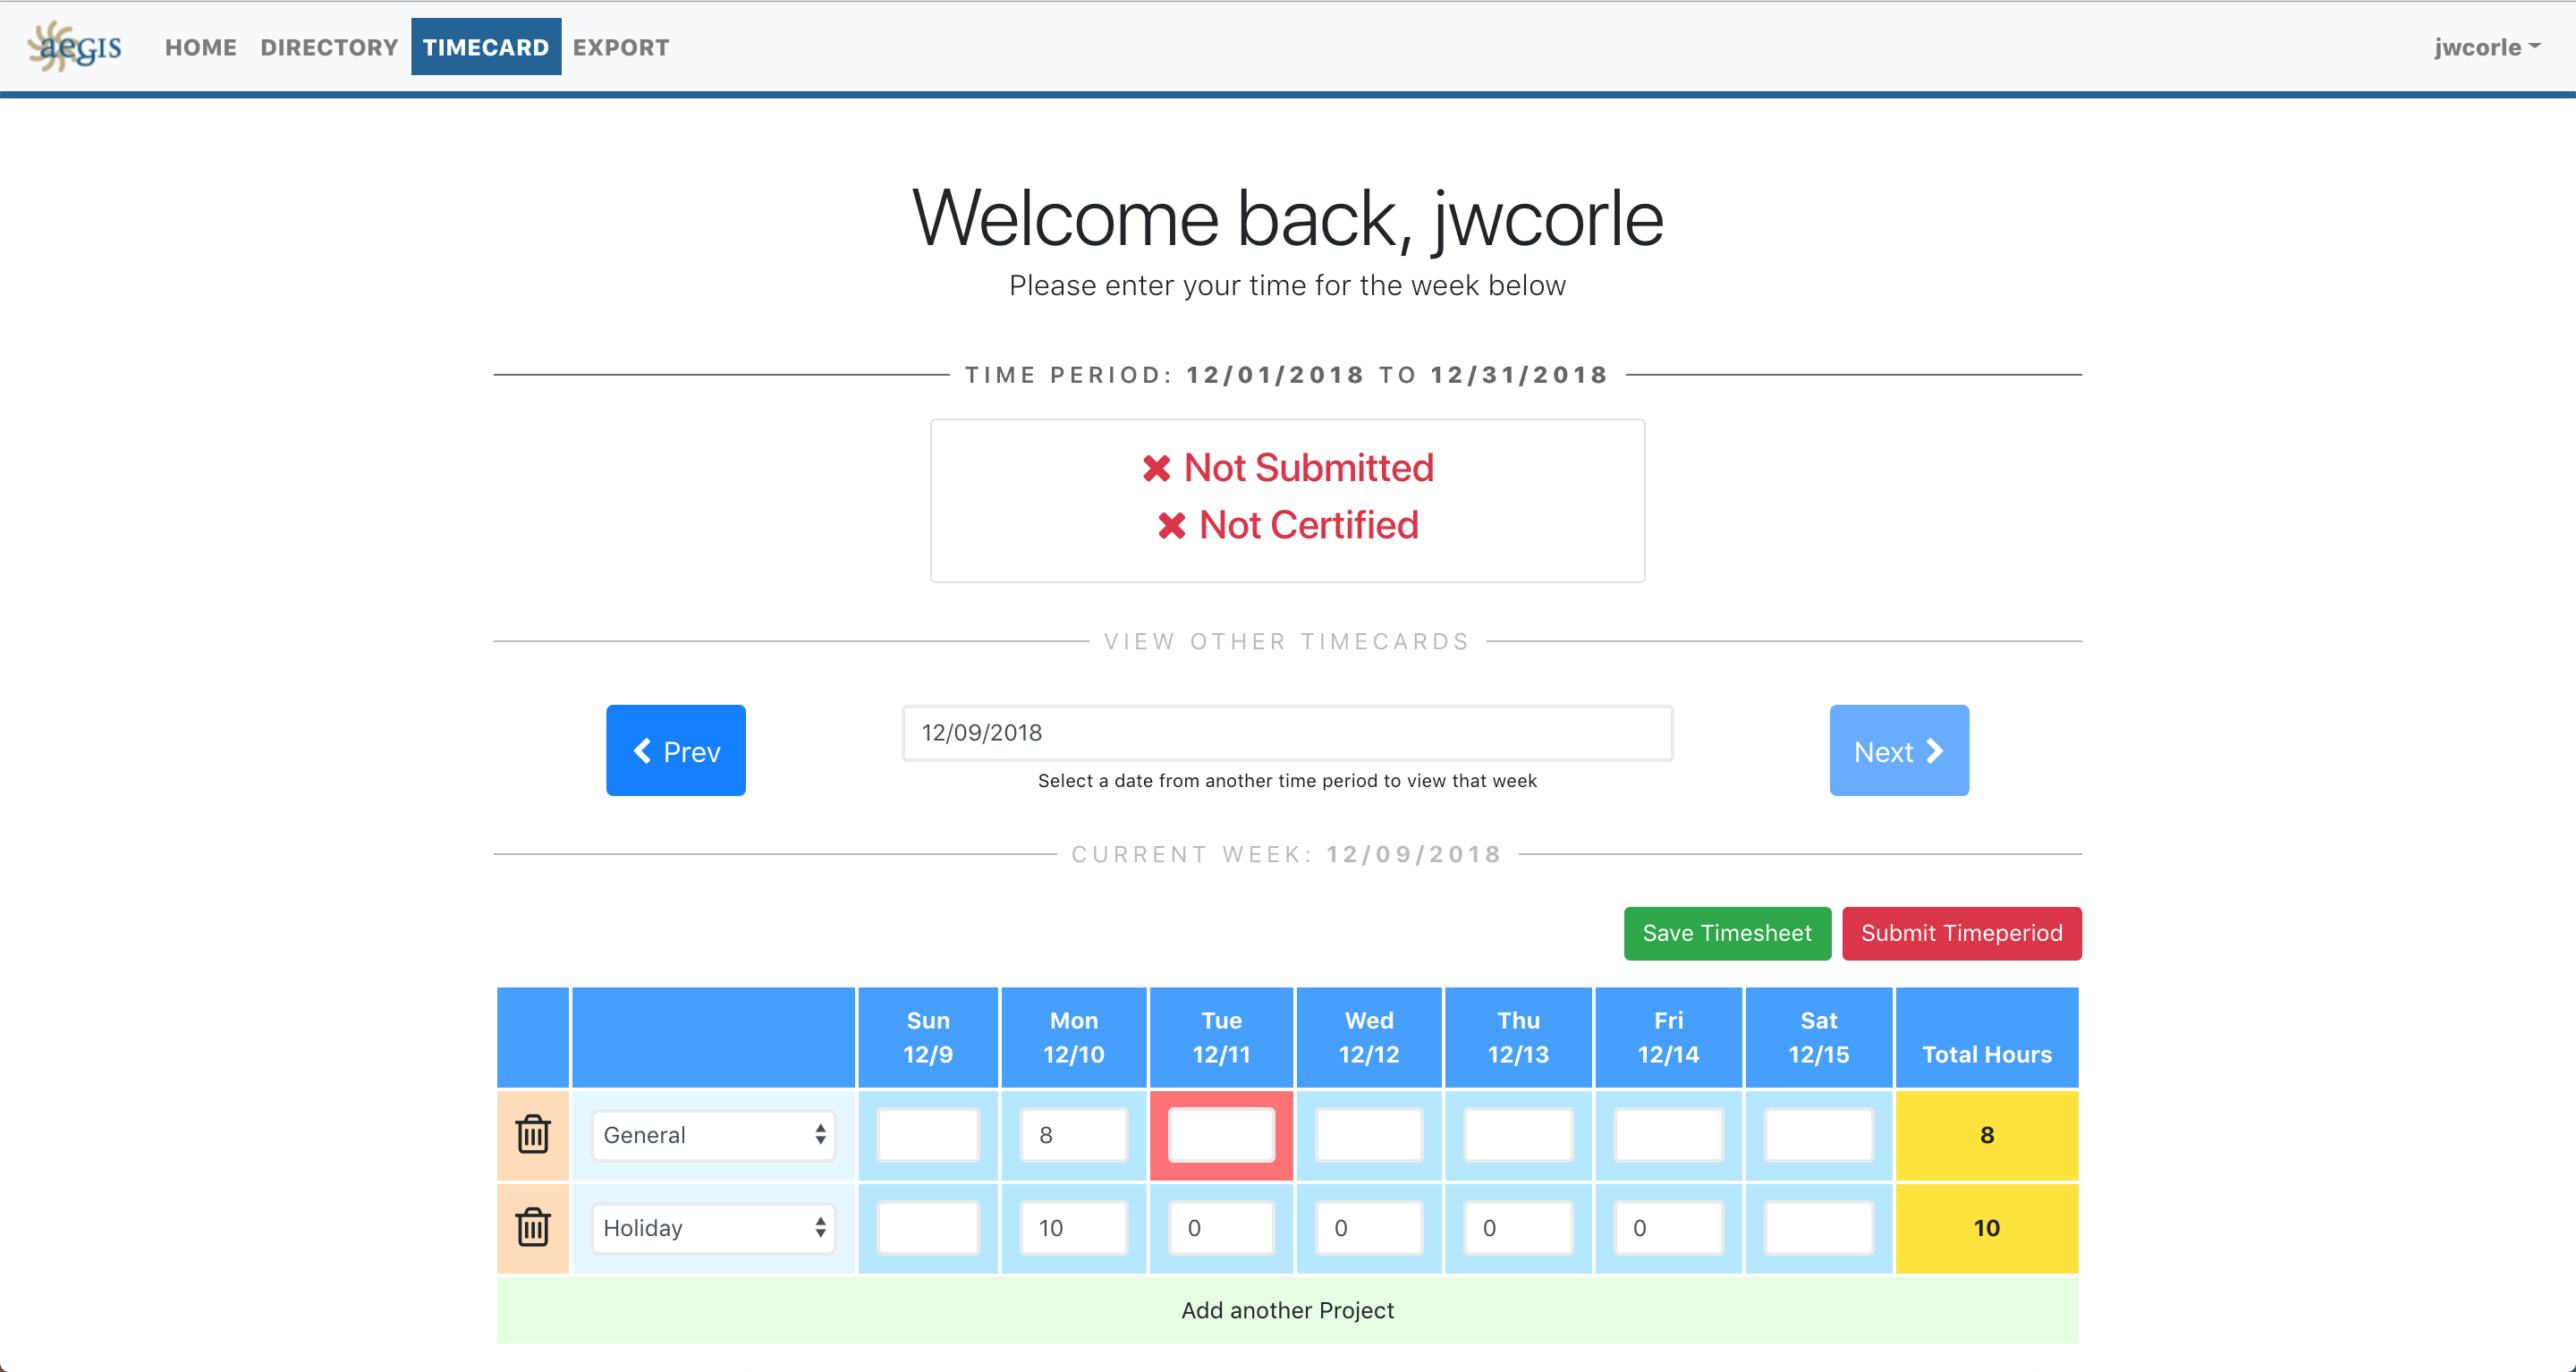 aeGIS HOME DIRECTORY TIMECARD EXPORT jwcorle
Welcome back, jwcorle
Please enter your time for the week below
TIME PERIOD: 12/01/2018 TO 12/31/2018
Not Submitted
Not Certified
VIEW OTHER TIMECARDS
Prev 12/09/2018 Next
Select a date from another time period to view that week
CURRENT WEEK: 12/09/2018
Save Timesheet Submit Timeperiod
Sun Mon Tue Wed Thu Fri Sat
12/9 12/10 12/11 12/12 12/13 12/14 12/15 Total Hours
General 8 8
Holiday 10 0 0 0 0 10
Add another Project